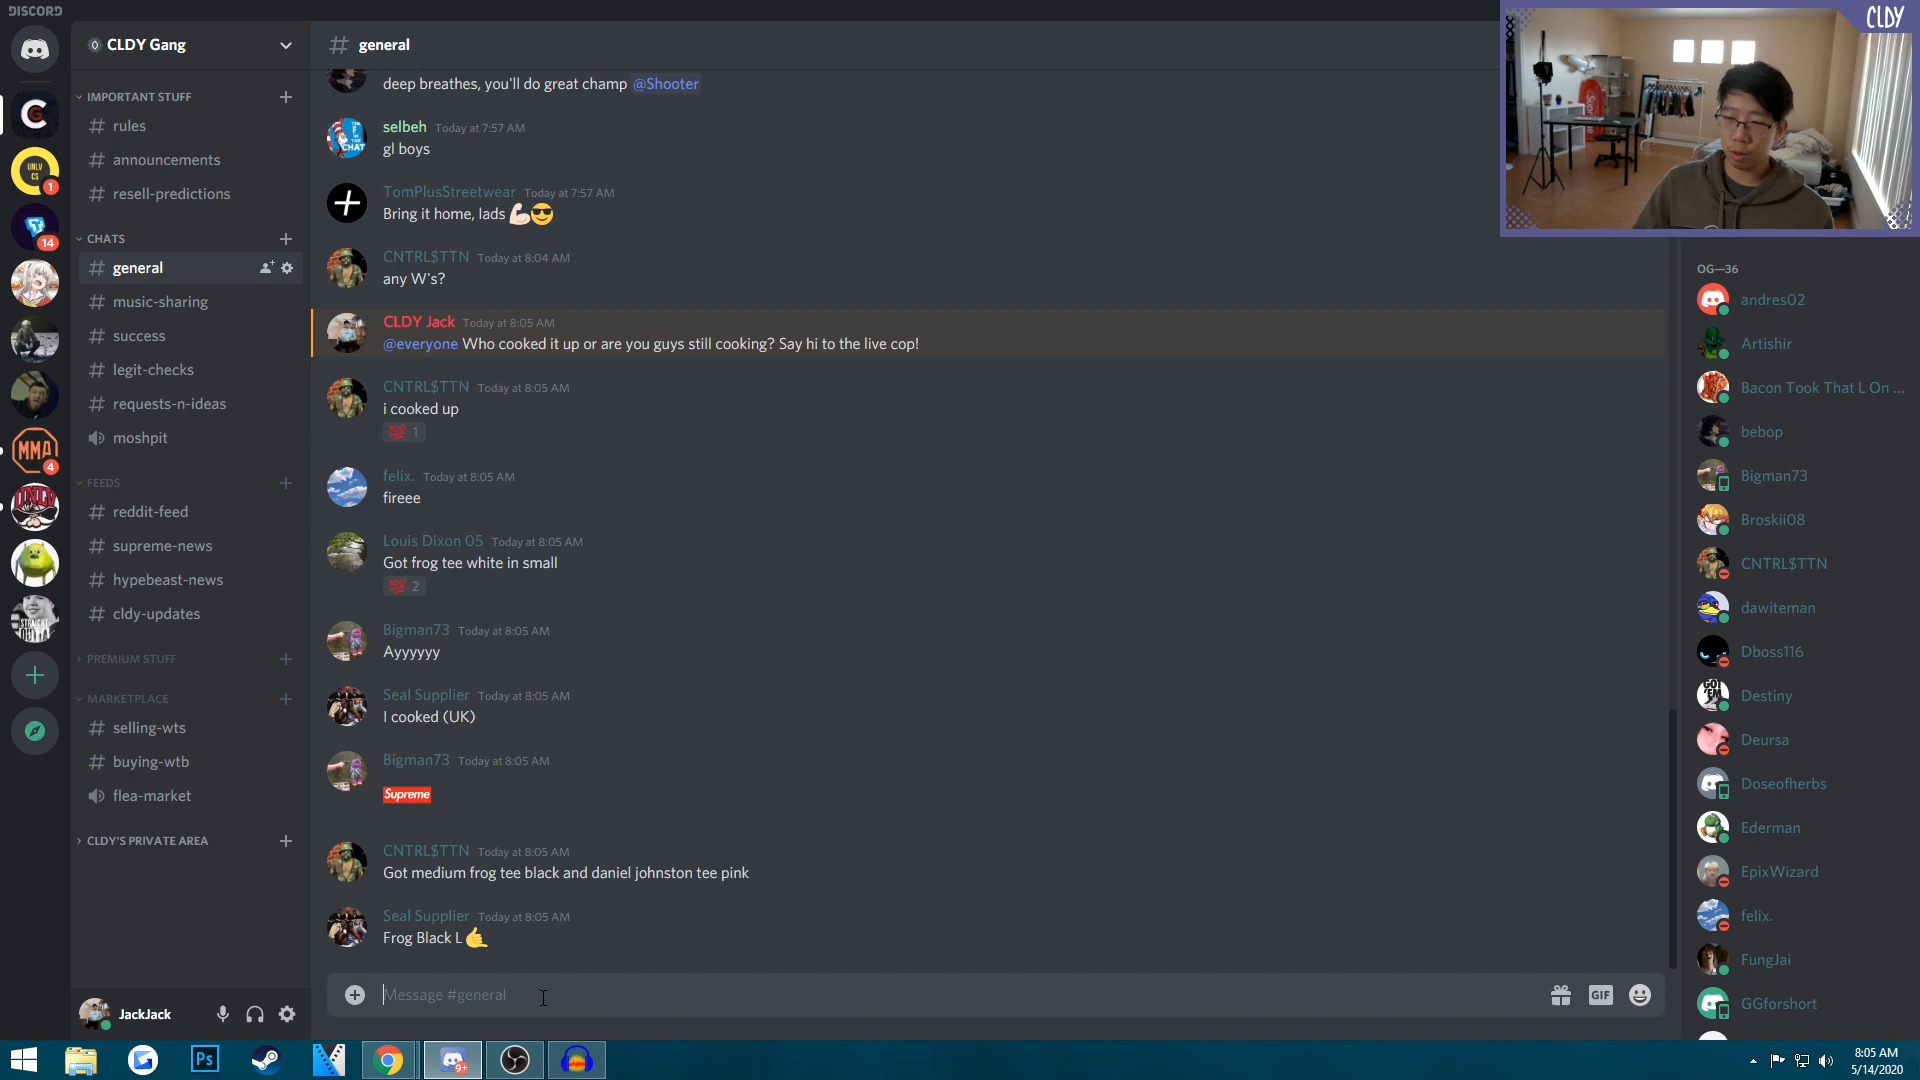 DISCORD
CLDY Gang
IMPORTANT STUFF
rules
announcements
resell-predictions
CHATS
general
music-sharing
success
legit-checks
requests-n-ideas
moshpit
FEEDS
reddit-feed
supreme-news
hypebeast-news
cldy-updates
PREMIUM STUFF
MARKETPLACE
selling-wts
buying-wtb
flea-market
CLDY'S PRIVATE AREA
JackJack
UNLV
CS
1
14
MMA
4
UNLV
general
deep breathes, you'll do great champ @Shooter
selbeh Today at 7:57 AM
gl boys
TomPlusStreetwear Today at 7:57 AM
Bring it home, lads 💪🏻😎
CNTRL$TTN Today at 8:04 AM
any W's?
CLDY Jack Today at 8:05 AM
@everyone Who cooked it up or are you guys still cooking? Say hi to the live cop!
CNTRL$TTN Today at 8:05 AM
i cooked up
💯 1
felix. Today at 8:05 AM
fireee
Louis Dixon 05 Today at 8:05 AM
Got frog tee white in small
💯 2
Bigman73 Today at 8:05 AM
Ayyyyyy
Seal Supplier Today at 8:05 AM
I cooked (UK)
Bigman73 Today at 8:05 AM
Supreme
CNTRL$TTN Today at 8:05 AM
Got medium frog tee black and daniel johnston tee pink
Seal Supplier Today at 8:05 AM
Frog Black L 🤙
Message #general
GIF
CLDY
OG—36
andres02
Artishir
Bacon Took That L On ...
bebop
Bigman73
Broskii08
CNTRL$TTN
dawiteman
Dboss116
Destiny
Deursa
Doseofherbs
Ederman
EpixWizard
felix.
FungJai
GGforshort
Ps
9+
8:05 AM
5/14/2020